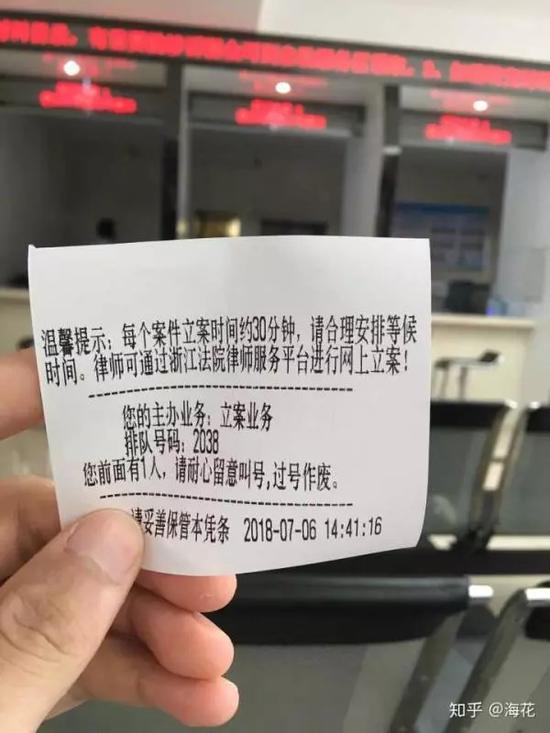 温馨提示：每个案件立案时间约30分钟，请合理安排等候
时间。律师可通过浙江法院律师服务平台进行网上立案！
您的主办业务：立案业务
排队号码：2038
您前面有1人，请耐心留意叫号,过号作废。
请妥善保管本凭条 2018-07-06 14:41:16
知乎 @海花